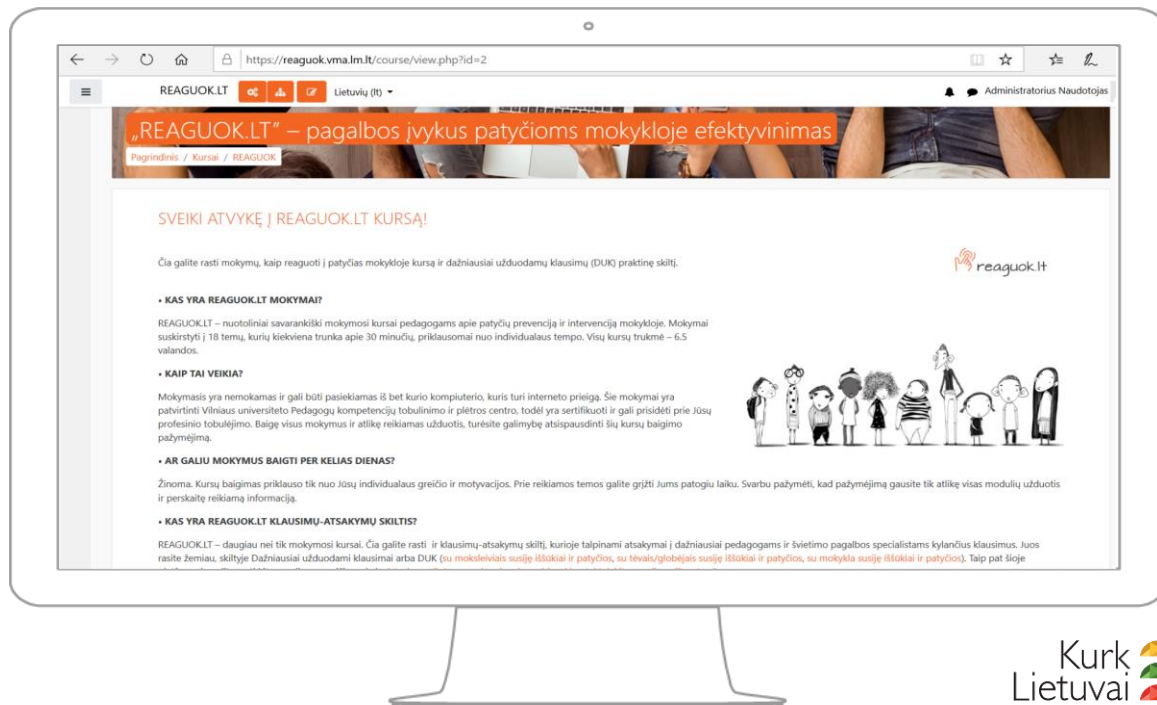 https://reaguok.vma.lm.lt/course/view.php?id=2
REAGUOK.LT
Lietuvių (lt)
Administratorius Naudotojas
„REAGUOK.LT“ – pagalbos įvykus patyčioms mokykloje efektyvinimas
Pagrindinis / Kursai / REAGUOK
SVEIKI ATVYKĘ Į REAGUOK.LT KURSĄ!
Čia galite rasti mokymų, kaip reaguoti į patyčias mokykloje kursą ir dažniausiai užduodamų klausimų (DUK) praktinę skiltį.
reaguok.lt
• KAS YRA REAGUOK.LT MOKYMAI?
REAGUOK.LT – nuotoliniai savarankiški mokymosi kursai pedagogams apie patyčių prevenciją ir intervenciją mokykloje. Mokymai
suskirstyti į 18 temų, kurių kiekviena trunka apie 30 minučių, priklausomai nuo individualaus tempo. Visų kursų trukmė – 6.5
valandos.
• KAIP TAI VEIKIA?
Mokymasis yra nemokamas ir gali būti pasiekiamas iš bet kurio kompiuterio, kuris turi interneto prieigą. Šie mokymai yra
patvirtinti Vilniaus universiteto Pedagogų kompetencijų tobulinimo ir plėtros centro, todėl yra sertifikuoti ir gali prisidėti prie Jūsų
profesinio tobulėjimo. Baigę visus mokymus ir atlikę reikiamas užduotis, turėsite galimybę atsispausdinti šių kursų baigimo
pažymėjimą.
• AR GALIU MOKYMUS BAIGTI PER KELIAS DIENAS?
Žinoma. Kursų baigimas priklauso tik nuo Jūsų individualaus greičio ir motyvacijos. Prie reikiamos temos galite grįžti Jums patogiu laiku. Svarbu pažymėti, kad pažymėjimą gausite tik atlikę visas modulių užduotis
ir perskaitę reikiamą informaciją.
• KAS YRA REAGUOK.LT KLAUSIMŲ-ATSAKYMŲ SKILTIS?
REAGUOK.LT – daugiau nei tik mokymosi kursai. Čia galite rasti ir klausimų-atsakymų skiltį, kurioje talpinami atsakymai į dažniausiai pedagogams ir švietimo pagalbos specialistams kylančius klausimus. Juos
rasite žemiau, skiltyje Dažniausiai užduodami klausimai arba DUK (su moksleiviais susiję iššūkiai ir patyčios, su tėvais/globėjais susiję iššūkiai ir patyčios, su mokykla susiję iššūkiai ir patyčios). Taip pat šioje
Kurk
Lietuvai